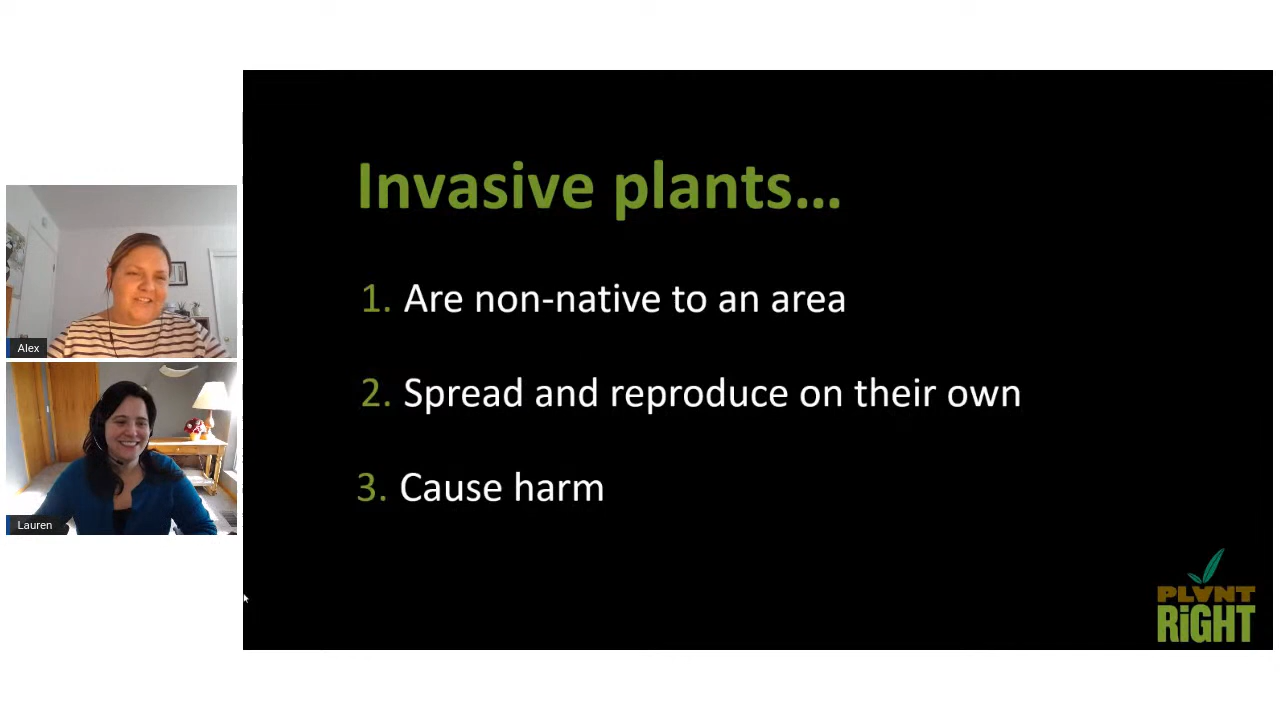 Invasive plants...
1. Are non-native to an area
2. Spread and reproduce on their own
3. Cause harm
Alex
Lauren
PLANT
RiGHT